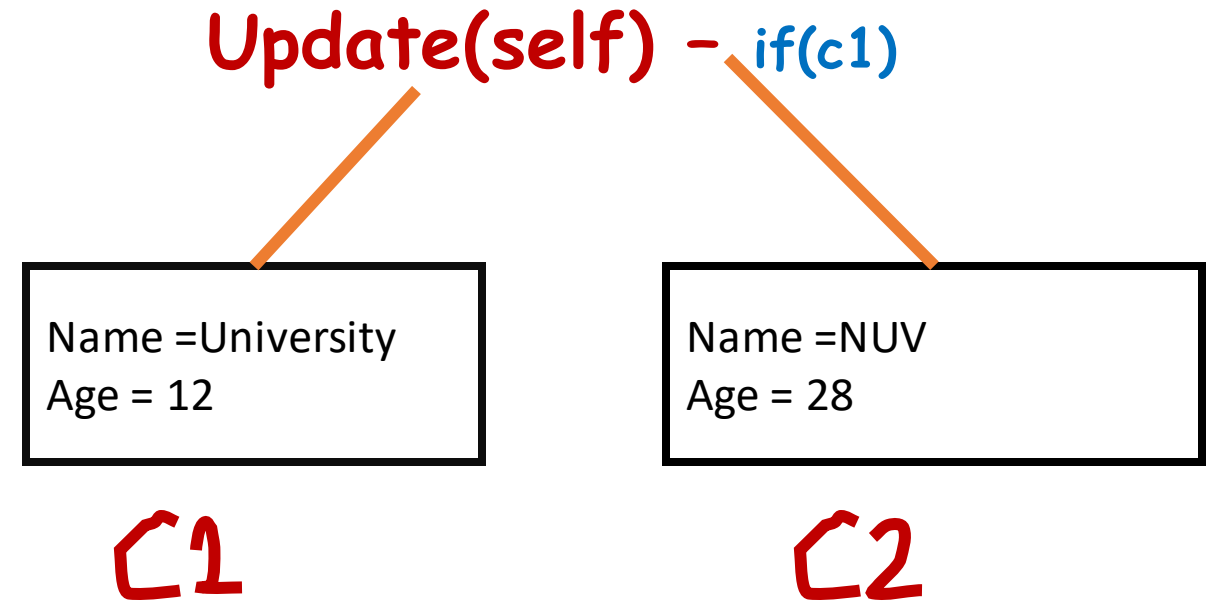 Update(self) - if(c1)
Name =University
Age = 12
Name =NUV
Age = 28
C1
C2